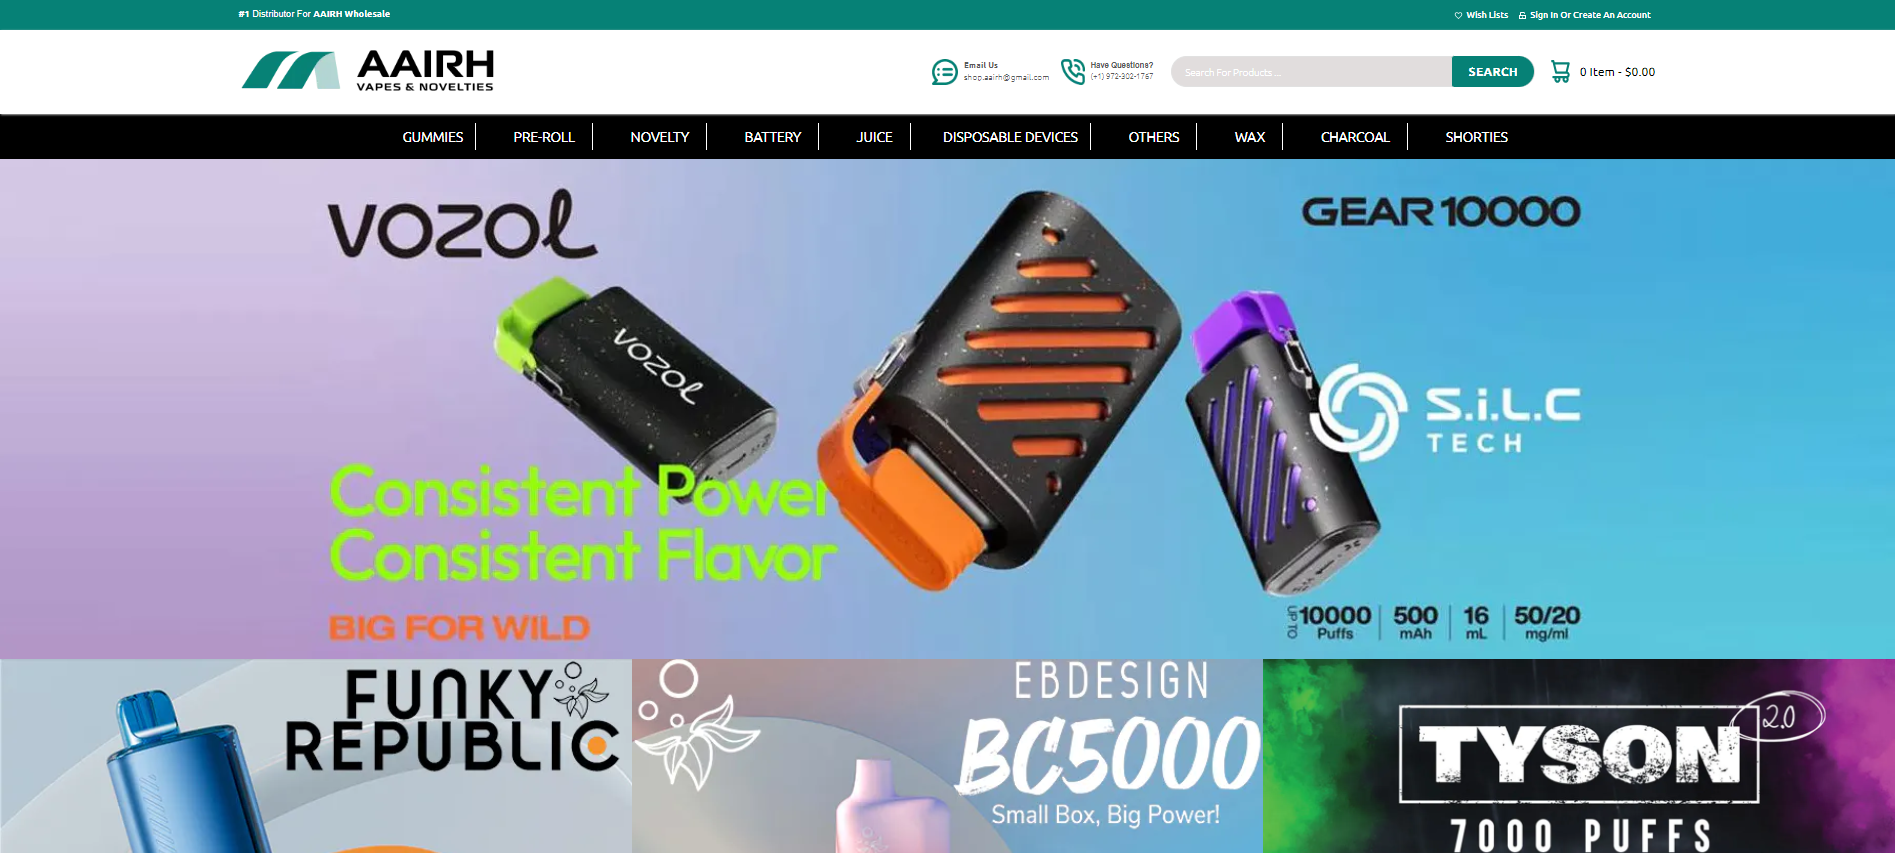 #1 Distributor For AAIRH Wholesale
Wish Lists
Sign In Or Create An Account
AAIRH
VAPES & NOVELTIES
Email Us
shop.aairh@gmail.com
Have Questions?
(+1) 972-302-1767
Search For Products ...
SEARCH
0 Item - $0.00
GUMMIES
PRE-ROLL
NOVELTY
BATTERY
JUICE
DISPOSABLE DEVICES
OTHERS
WAX
CHARCOAL
SHORTIES
VOZOL
GEAR 10000
VOZOL
S.i.L.C
TECH
Consistent Power
Consistent Flavor
BIG FOR WILD
UP TO
10000 500 16 50/20
Puffs mAh mL mg/ml
FUNKY
REPUBLIC
EBDESIGN
BC5000
Small Box, Big Power!
TYSON
2.0
7000 PUFFS